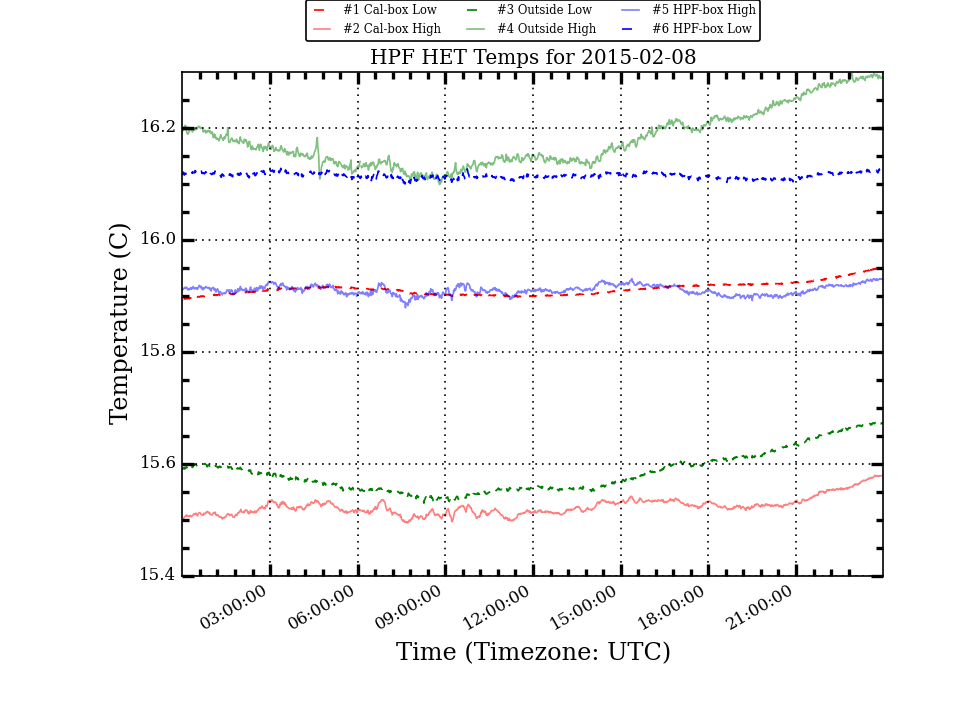 #1 Cal-box Low #3 Outside Low #5 HPF-box High
#2 Cal-box High #4 Outside High #6 HPF-box Low
HPF HET Temps for 2015-02-08
Temperature (C)
16.2
16.0
15.8
15.6
15.4
03:00:00 06:00:00 09:00:00 12:00:00 15:00:00 18:00:00 21:00:00
Time (Timezone: UTC)